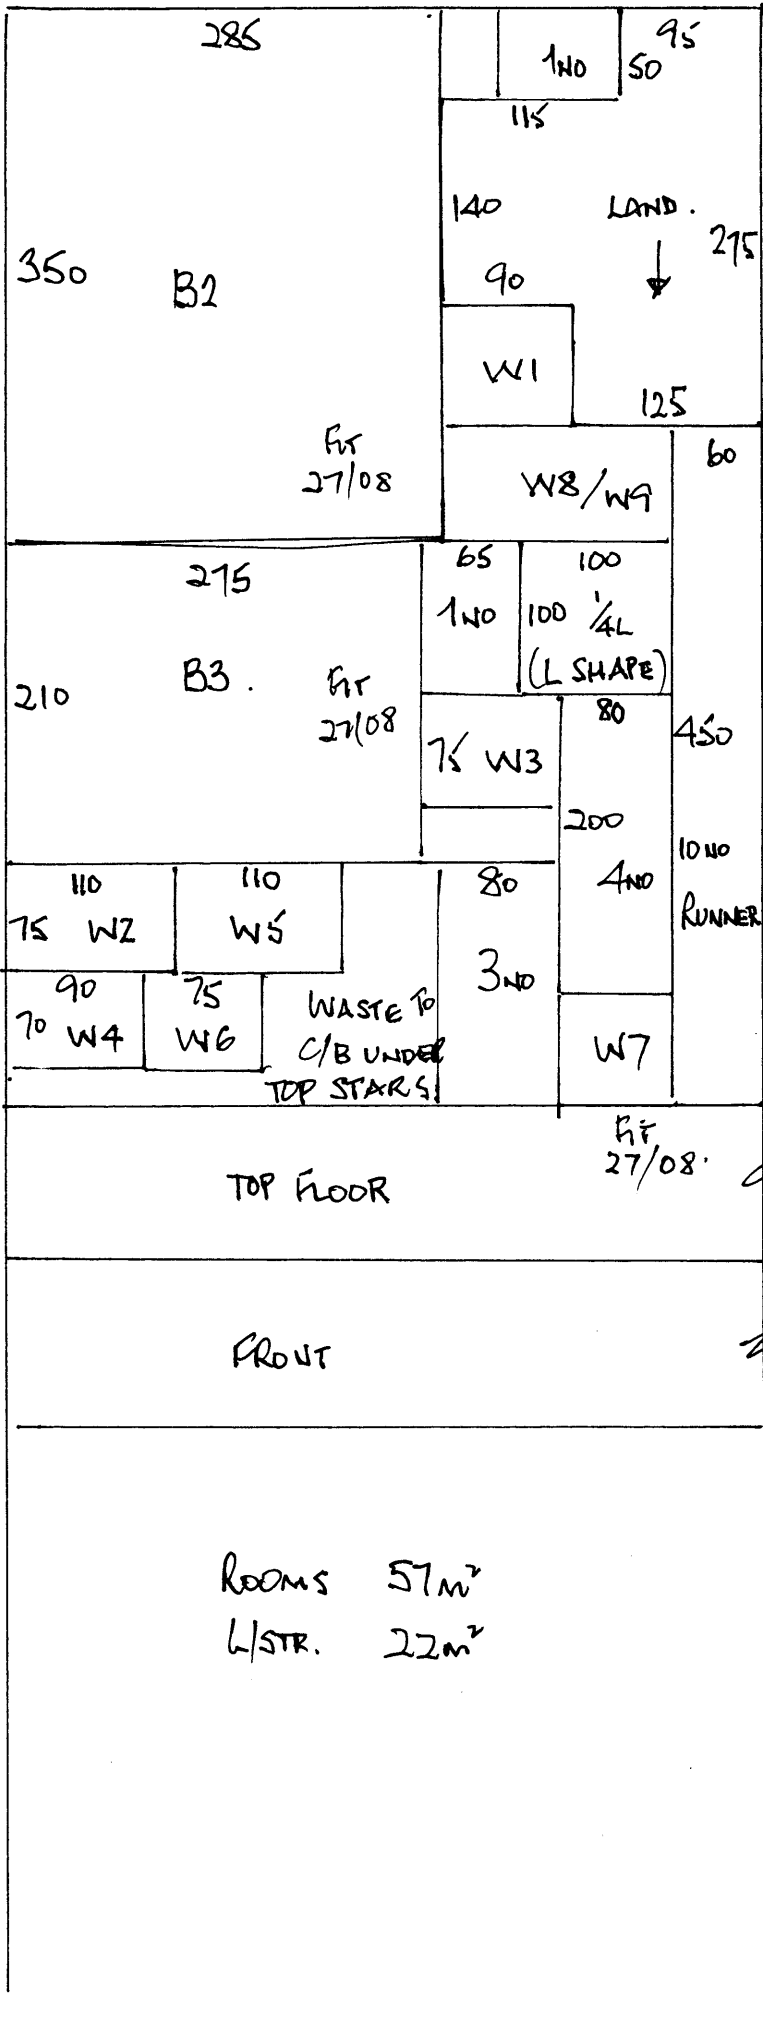 285
95
1NO
50
115
140
LAND.
275
350
B2
90
W1
125
FIT
27/08
60
W8/W9
275
65
100
1NO
100 1/4L
(L SHAPE)
B3.
210
FIT
27/08
80
450
75 W3
200
10NO
RUNNER
110
110
80
4NO
75 W2
W5
3NO
90
75
70 W4
W6
WASTE TO
C/B UNDER
TOP STARS.
W7
FIT
27/08.
TOP FLOOR
FRONT
ROOMS 57m²
L/STR. 22m²